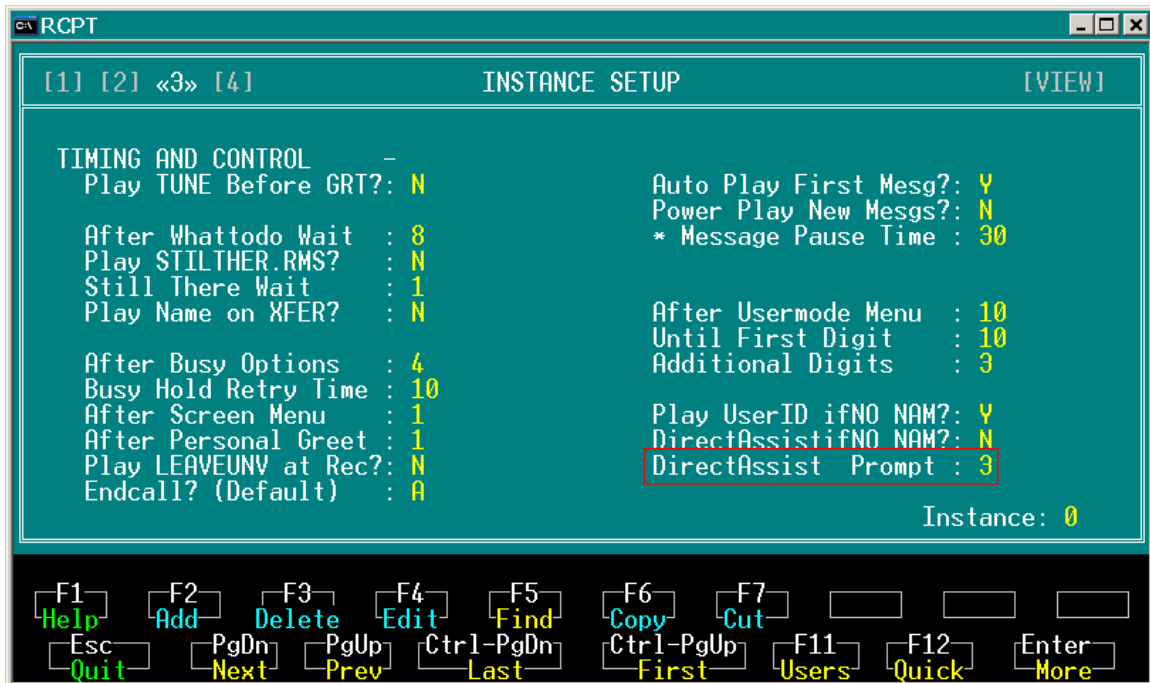 RCPT
[1] [2] «3» [4] INSTANCE SETUP [VIEW]
TIMING AND CONTROL -
Play TUNE Before GRT?: N Auto Play First Mesg?: Y
Power Play New Mesgs?: N
After Whattodo Wait : 8 * Message Pause Time : 30
Play STILTHER.RMS? : N
Still There Wait : 1
Play Name on XFER? : N After Usermode Menu : 10
Until First Digit : 10
After Busy Options : 4 Additional Digits : 3
Busy Hold Retry Time : 10
After Screen Menu : 1 Play UserID ifNO NAM?: Y
After Personal Greet : 1 DirectAssistifNO NAM?: N
Play LEAVEUNV at Rec?: N DirectAssist Prompt : 3
Endcall? (Default) : A
Instance: 0
F1 F2 F3 F4 F5 F6 F7
Help Add Delete Edit Find Copy Cut
Esc PgDn PgUp Ctrl-PgDn Ctrl-PgUp F11 F12 Enter
Quit Next Prev Last First Users Quick More